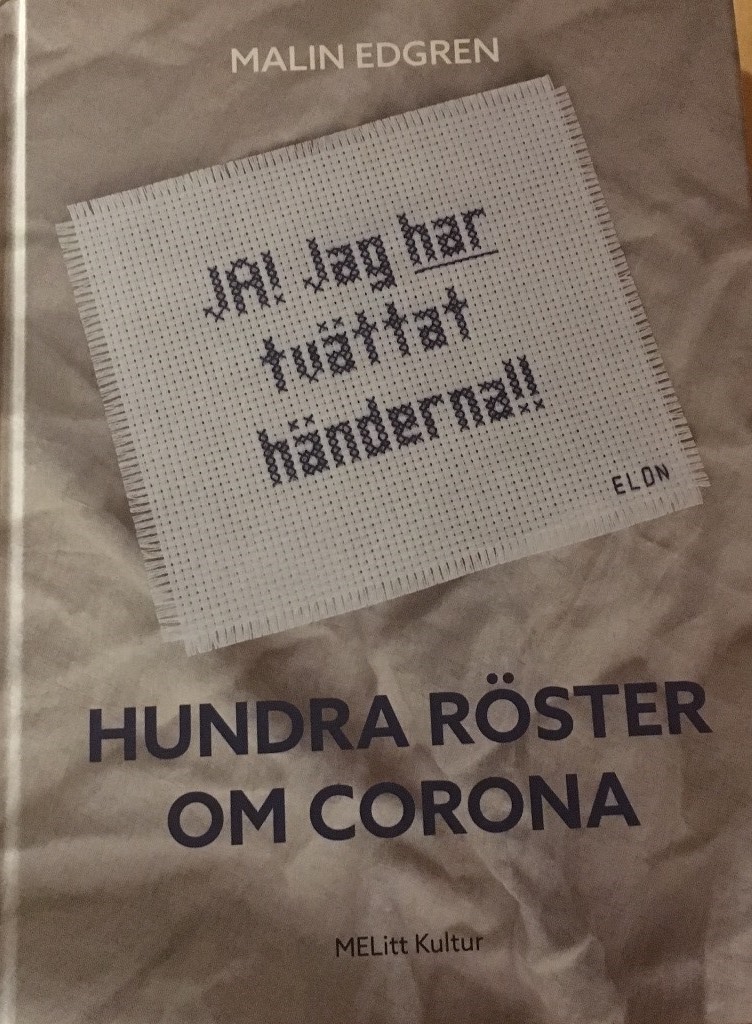 MALIN EDGREN
JA! Jag har
tvättat
händerna!!
ELON
HUNDRA RÖSTER
OM CORONA
MELitt Kultur